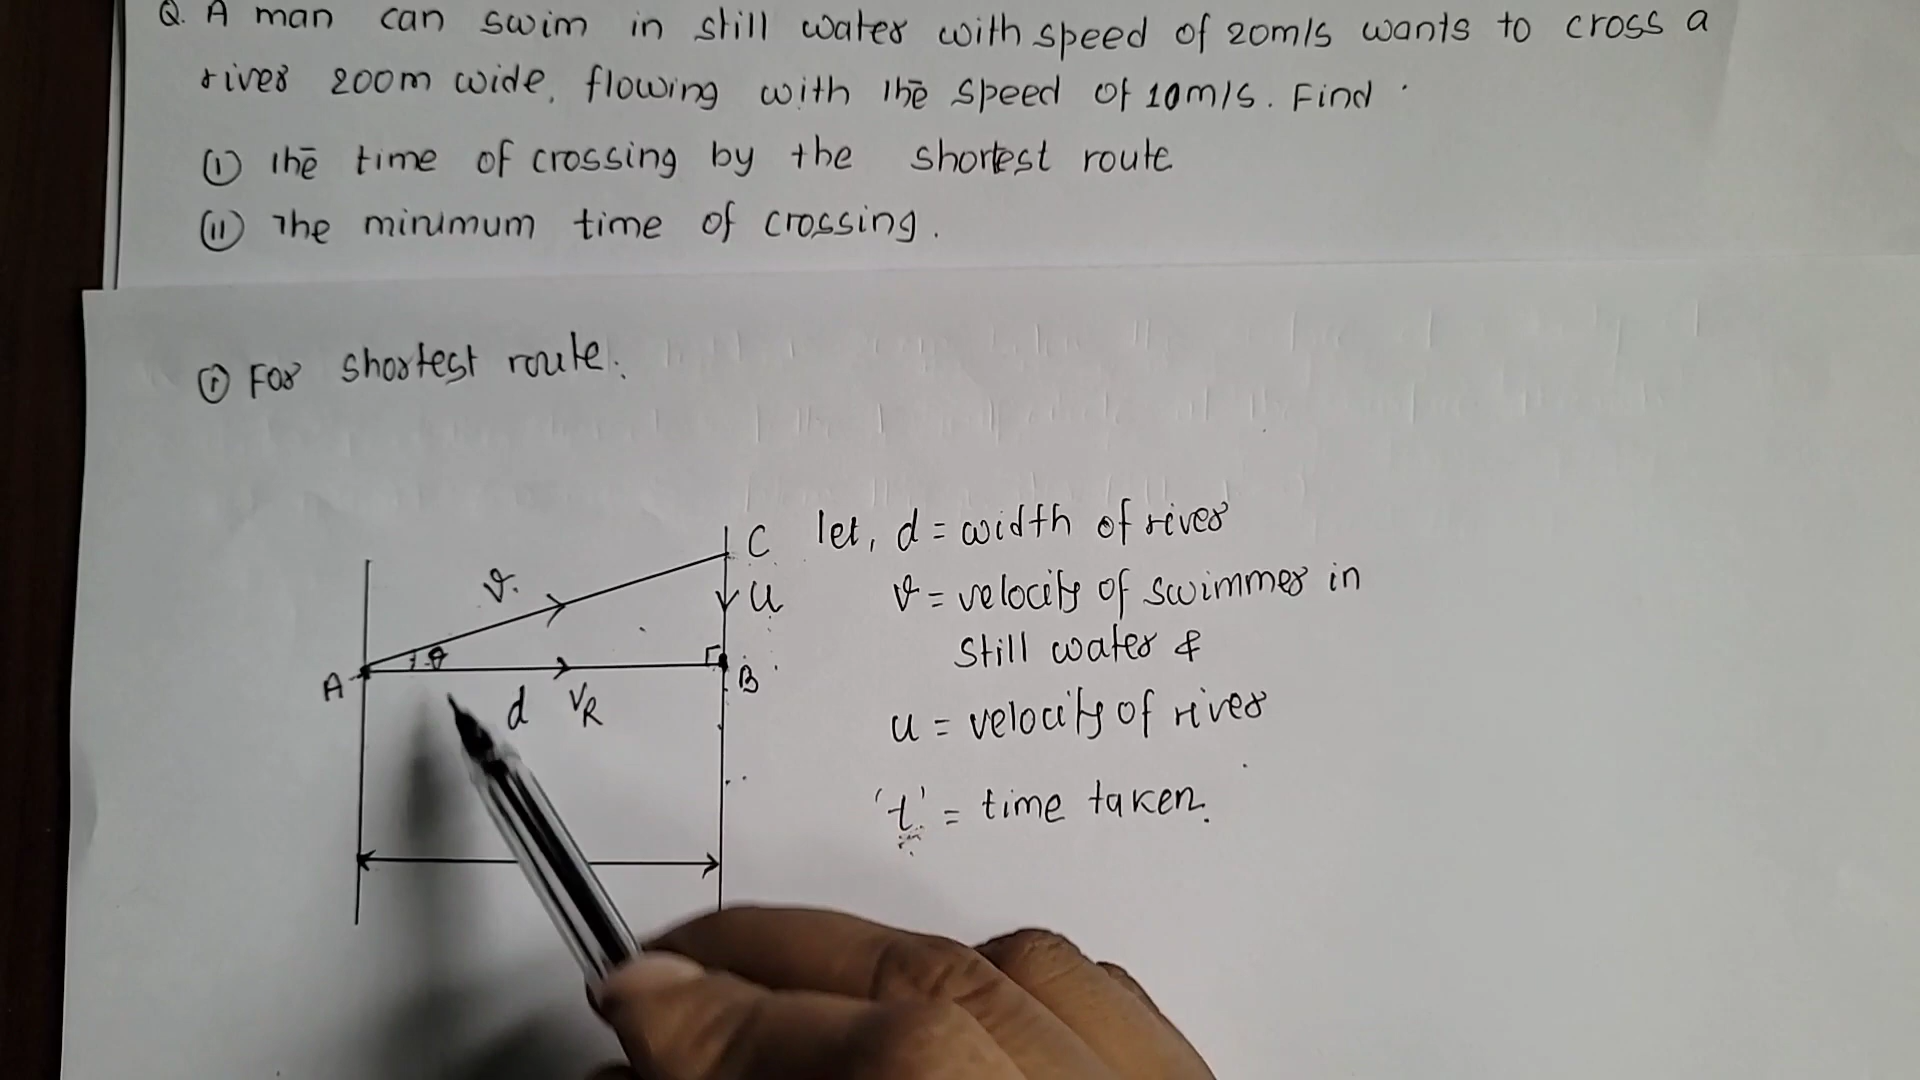 Q. A man can swim in still water with speed of 20m/s wants to cross a
river 200m wide, flowing with the speed of 10m/s. Find
(i) The time of crossing by the shortest route
(ii) The minimum time of crossing.
(i) For shortest route.
C
v.
u
θ
A
B
d VR
let, d = width of river
v = velocity of swimmer in
still water &
u = velocity of river
't' = time taken.